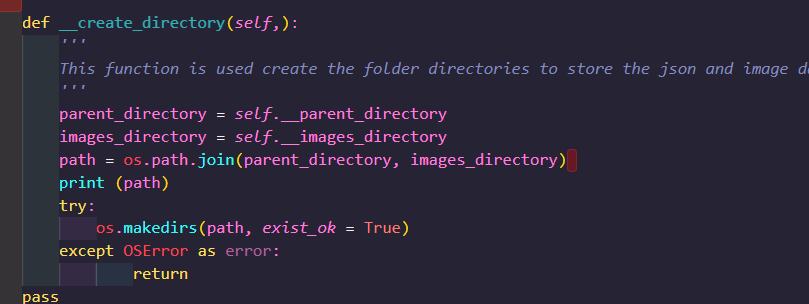 def __create_directory(self,):
'''
This function is used create the folder directories to store the json and image
'''
parent_directory = self.__parent_directory
images_directory = self.__images_directory
path = os.path.join(parent_directory, images_directory)
print (path)
try:
os.makedirs(path, exist_ok = True)
except OSError as error:
return
pass